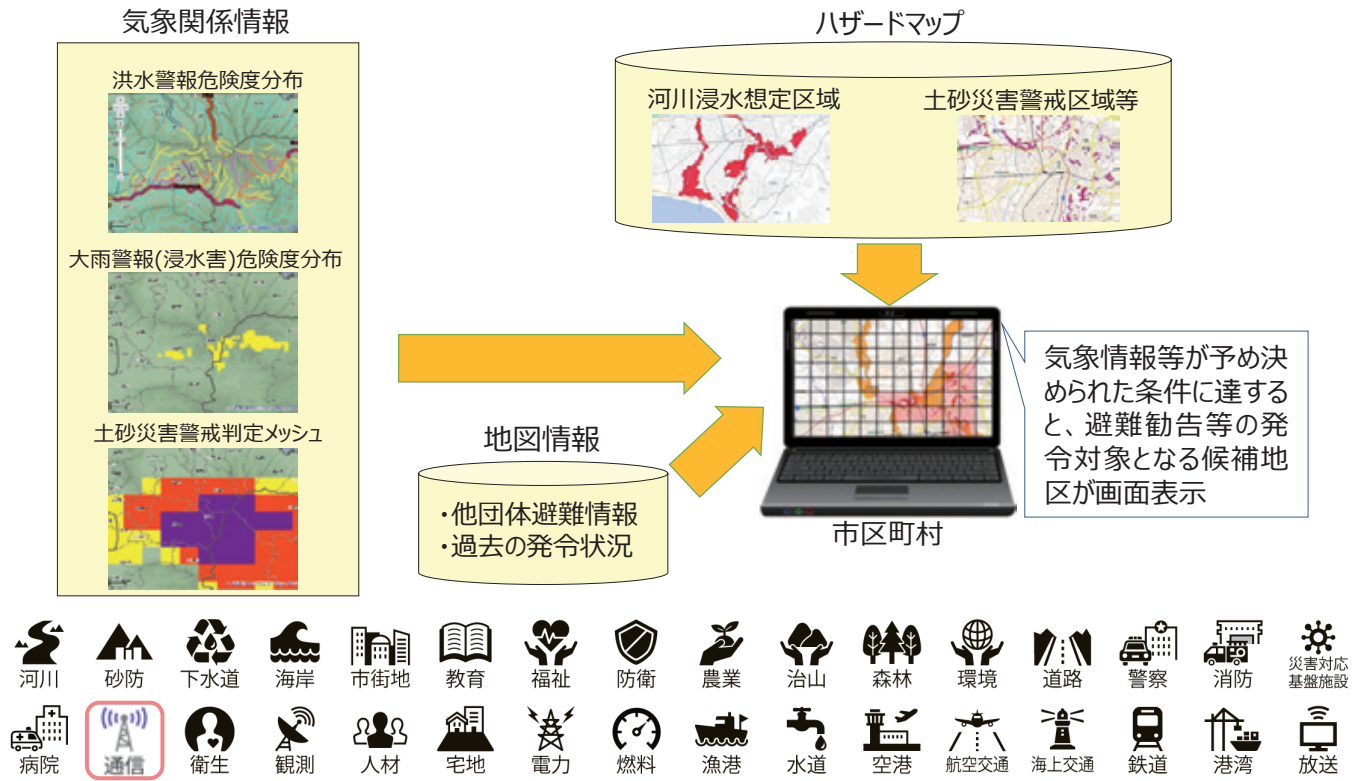 気象関係情報
洪水警報危険度分布
大雨警報(浸水害)危険度分布
土砂災害警戒判定メッシュ
ハザードマップ
河川浸水想定区域
土砂災害警戒区域等
地図情報
・他団体避難情報
・過去の発令状況
市区町村
気象情報等が予め決
められた条件に達する
と、避難勧告等の発
令対象となる候補地
区が画面表示
河川 砂防 下水道 海岸 市街地 教育 福祉 防衛 農業 治山 森林 環境 道路 警察 消防 災害対応
基盤施設
病院 通信 衛生 観測 人材 宅地 電力 燃料 漁港 水道 空港 航空交通 海上交通 鉄道 港湾 放送